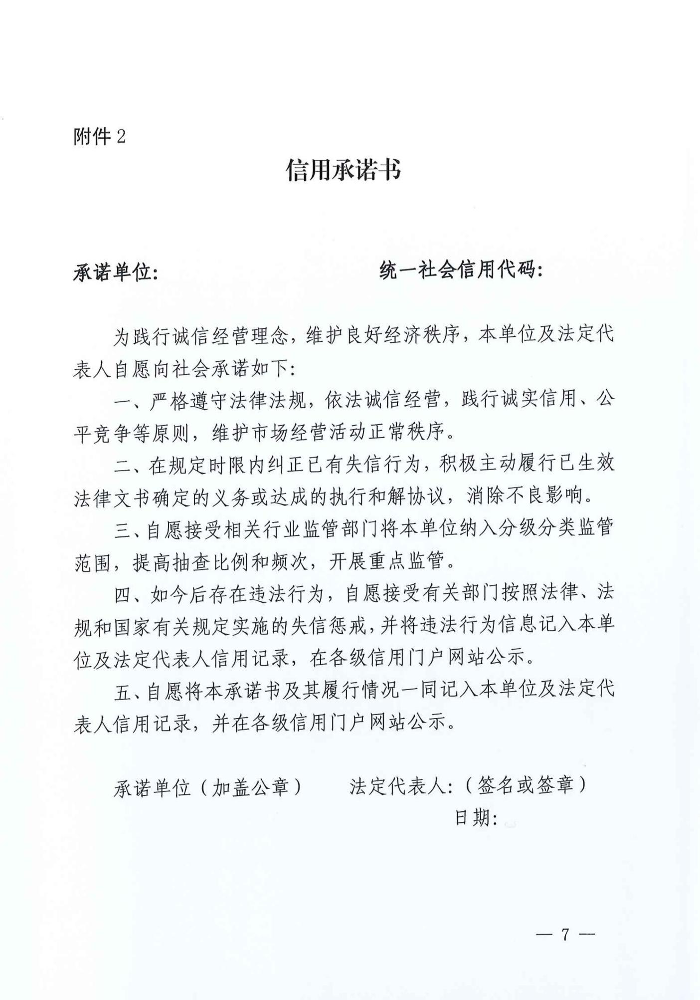 附件 2
信用承诺书
承诺单位: 统一社会信用代码:
为践行诚信经营理念，维护良好经济秩序，本单位及法定代
表人自愿向社会承诺如下:
一、严格遵守法律法规，依法诚信经营，践行诚实信用、公
平竞争等原则，维护市场经营活动正常秩序。
二、在规定时限内纠正已有失信行为，积极主动履行已生效
法律文书确定的义务或达成的执行和解协议，消除不良影响。
三、自愿接受相关行业监管部门将本单位纳入分级分类监管
范围，提高抽查比例和频次，开展重点监管。
四、如今后存在违法行为，自愿接受有关部门按照法律、法
规和国家有关规定实施的失信惩戒，并将违法行为信息记入本单
位及法定代表人信用记录，在各级信用门户网站公示。
五、自愿将本承诺书及其履行情况一同记入本单位及法定代
表人信用记录，并在各级信用门户网站公示。
承诺单位（加盖公章） 法定代表人:（签名或签章）
日期:
— 7 —